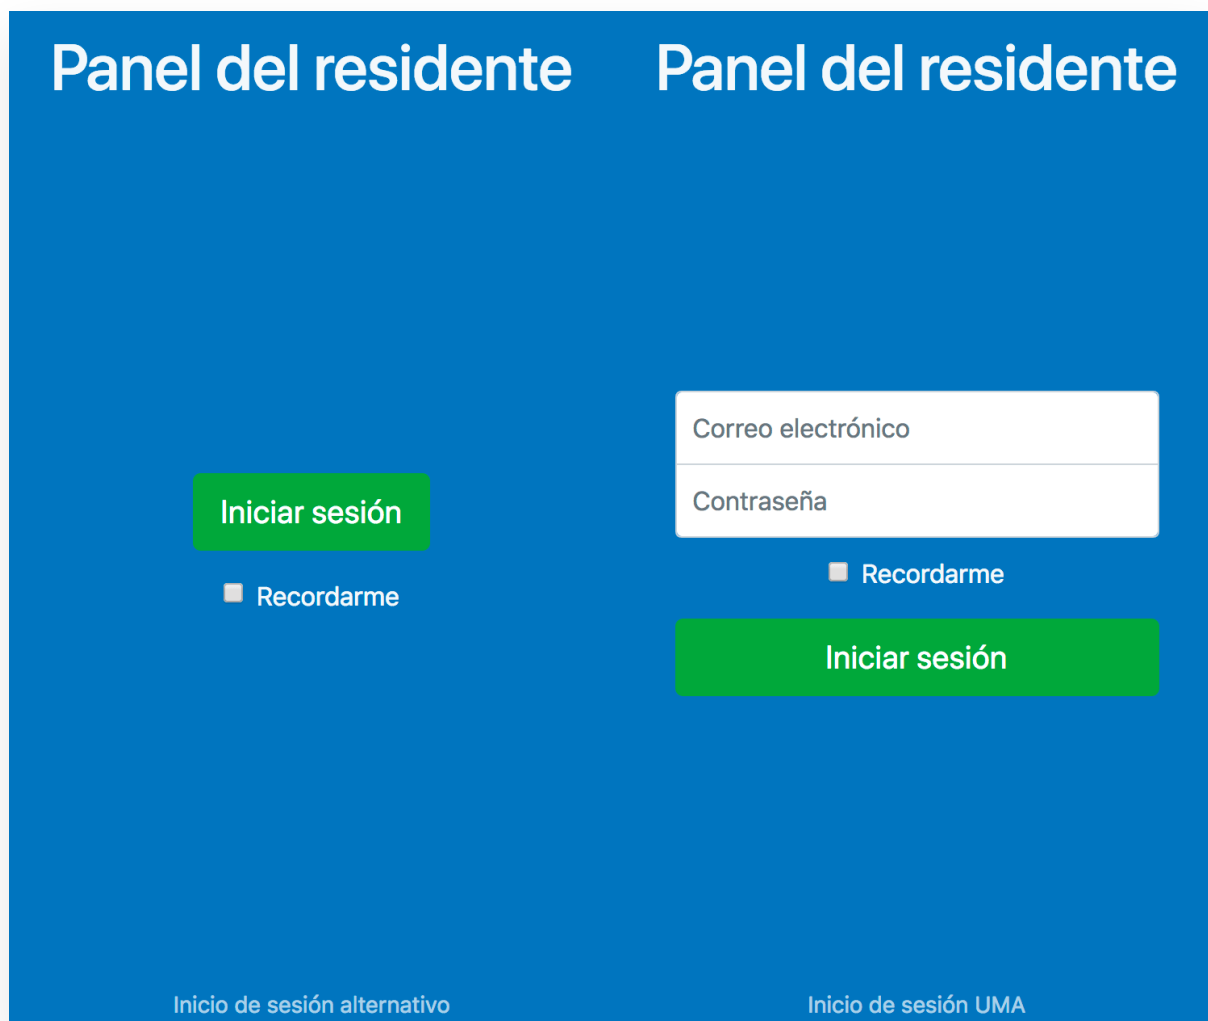 Panel del residente
Iniciar sesión
Recordarme
Inicio de sesión alternativo
Panel del residente
Correo electrónico
Contraseña
Recordarme
Iniciar sesión
Inicio de sesión UMA